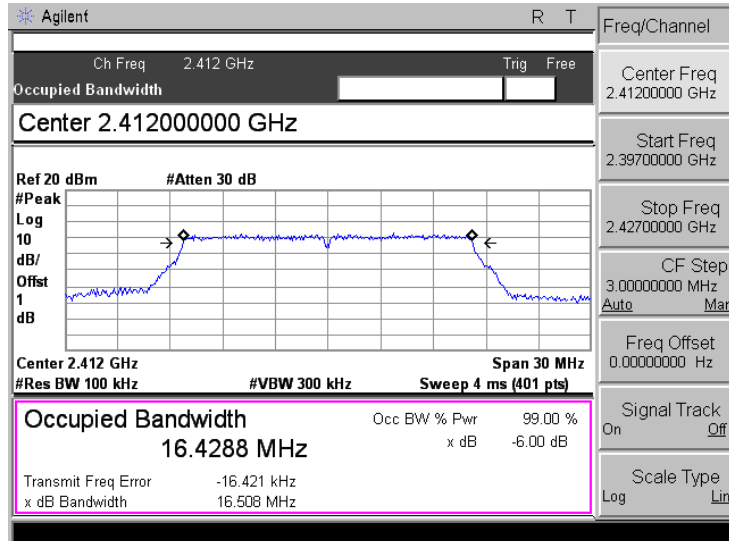 Agilent R T
Ch Freq 2.412 GHz Trig Free
Occupied Bandwidth
Center 2.412000000 GHz
Ref 20 dBm #Atten 30 dB
#Peak
Log
10
dB/
Offst
1
dB
Center 2.412 GHz Span 30 MHz
#Res BW 100 kHz #VBW 300 kHz Sweep 4 ms (401 pts)
Occupied Bandwidth Occ BW % Pwr 99.00 %
16.4288 MHz x dB -6.00 dB
Transmit Freq Error -16.421 kHz
x dB Bandwidth 16.508 MHz
Freq/Channel
Center Freq
2.41200000 GHz
Start Freq
2.39700000 GHz
Stop Freq
2.42700000 GHz
CF Step
3.00000000 MHz
Auto Man
Freq Offset
0.00000000 Hz
Signal Track
On Off
Scale Type
Log Lin